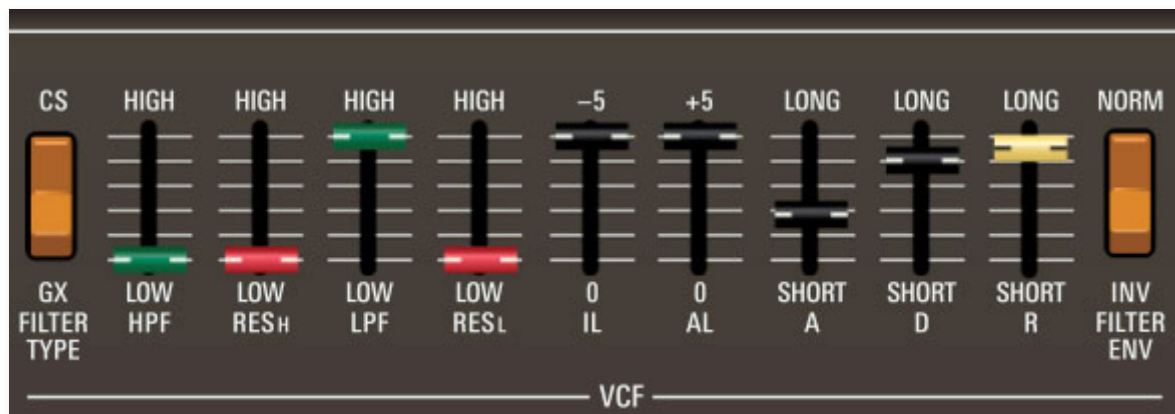 CS HIGH HIGH HIGH HIGH −5 +5 LONG LONG LONG NORM
GX LOW LOW LOW LOW 0 0 SHORT SHORT SHORT INV
FILTER HPF RESH LPF RESL IL AL A D R FILTER
TYPE ENV
VCF